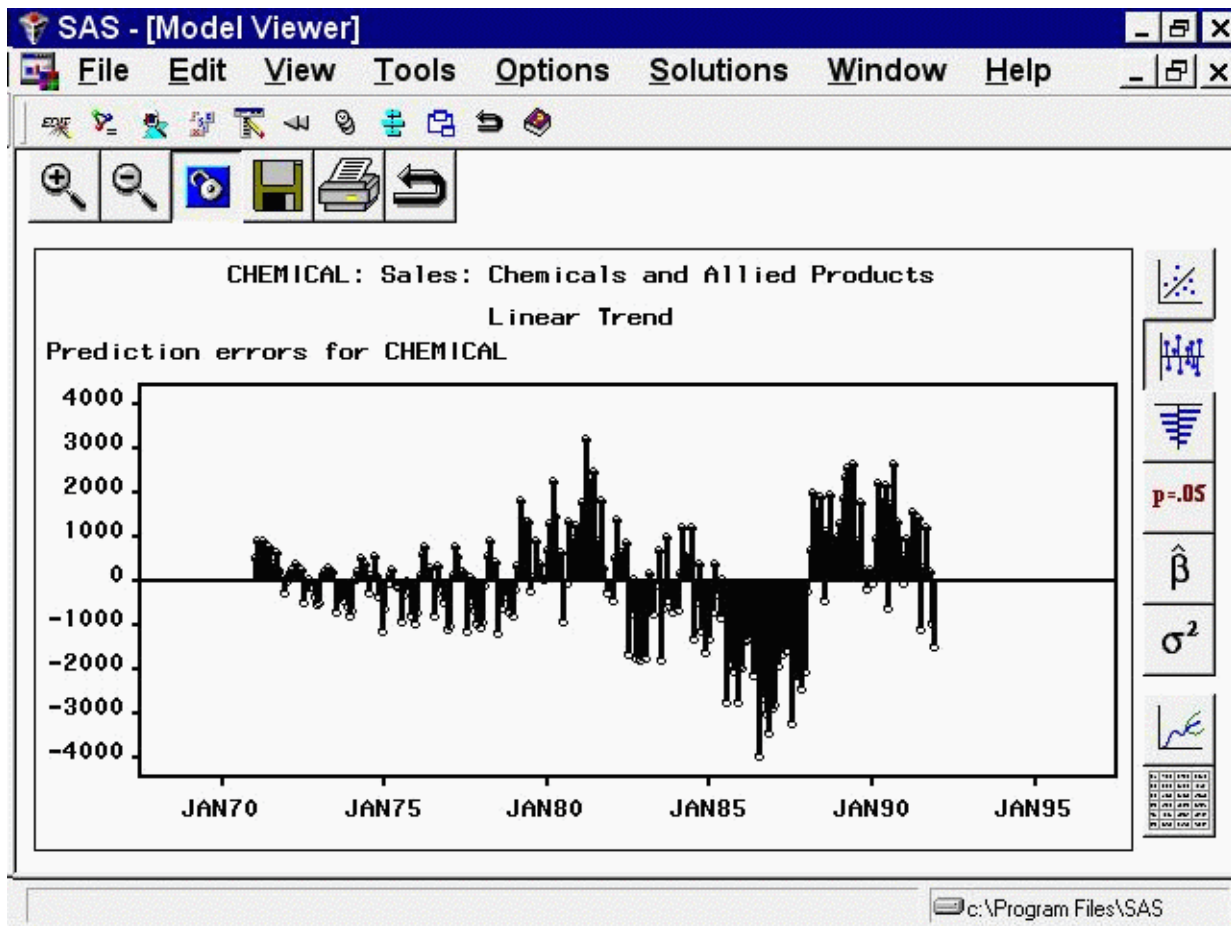 SAS - [Model Viewer]
File Edit View Tools Options Solutions Window Help
CHEMICAL: Sales: Chemicals and Allied Products
Linear Trend
Prediction errors for CHEMICAL
4000
3000
2000
1000
0
-1000
-2000
-3000
-4000
JAN70 JAN75 JAN80 JAN85 JAN90 JAN95
p=.05
β̂
σ²
c:\Program Files\SAS